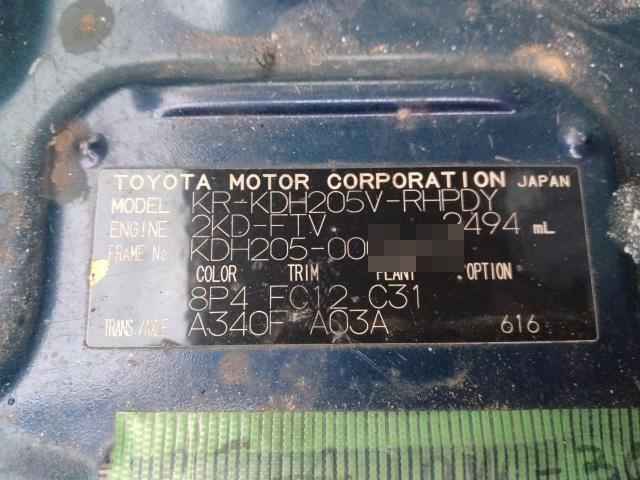 TOYOTA MOTOR CORPORATION JAPAN
MODEL KR-KDH205V-RHPDY
ENGINE 2KD-FTV 2494 mL
FRAME No. KDH205-00
COLOR TRIM PLANT OPTION
8P4 FC12 C31
TRANS/AXLE A340F A03A 616